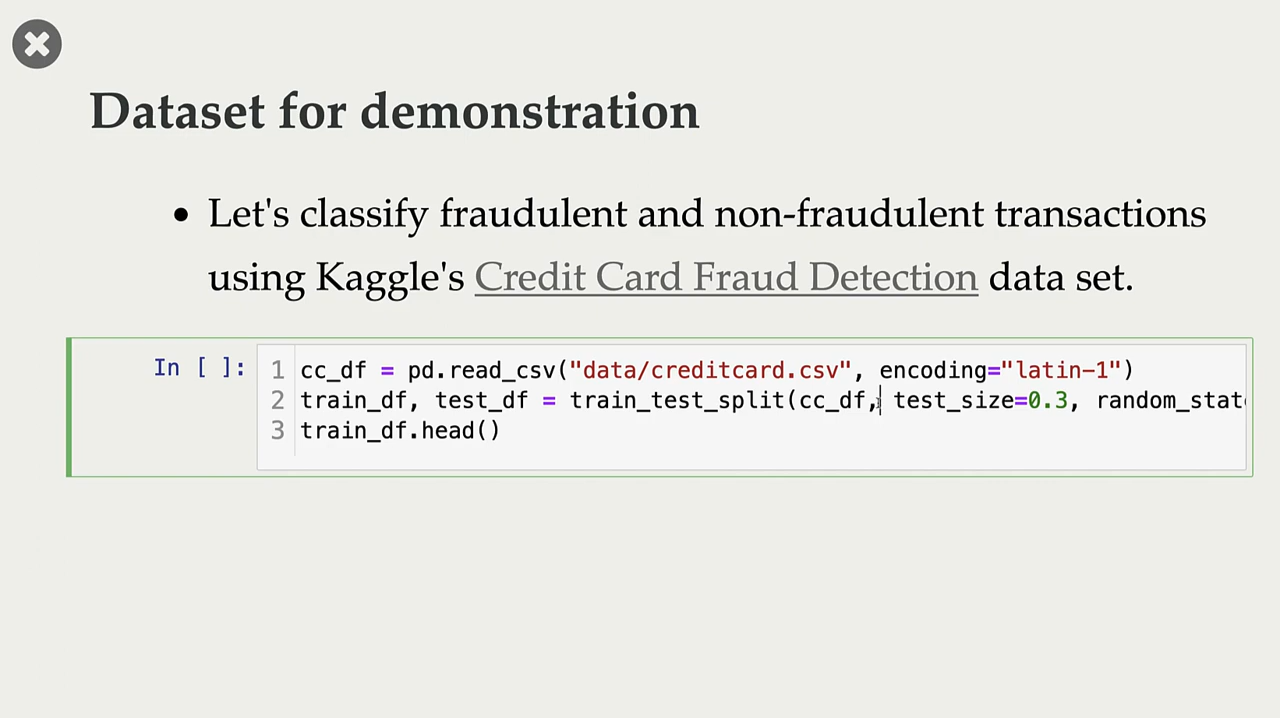 Dataset for demonstration
• Let's classify fraudulent and non-fraudulent transactions
using Kaggle's Credit Card Fraud Detection data set.
In [ ]:
1 cc_df = pd.read_csv("data/creditcard.csv", encoding="latin-1")
2 train_df, test_df = train_test_split(cc_df, test_size=0.3, random_stat
3 train_df.head()